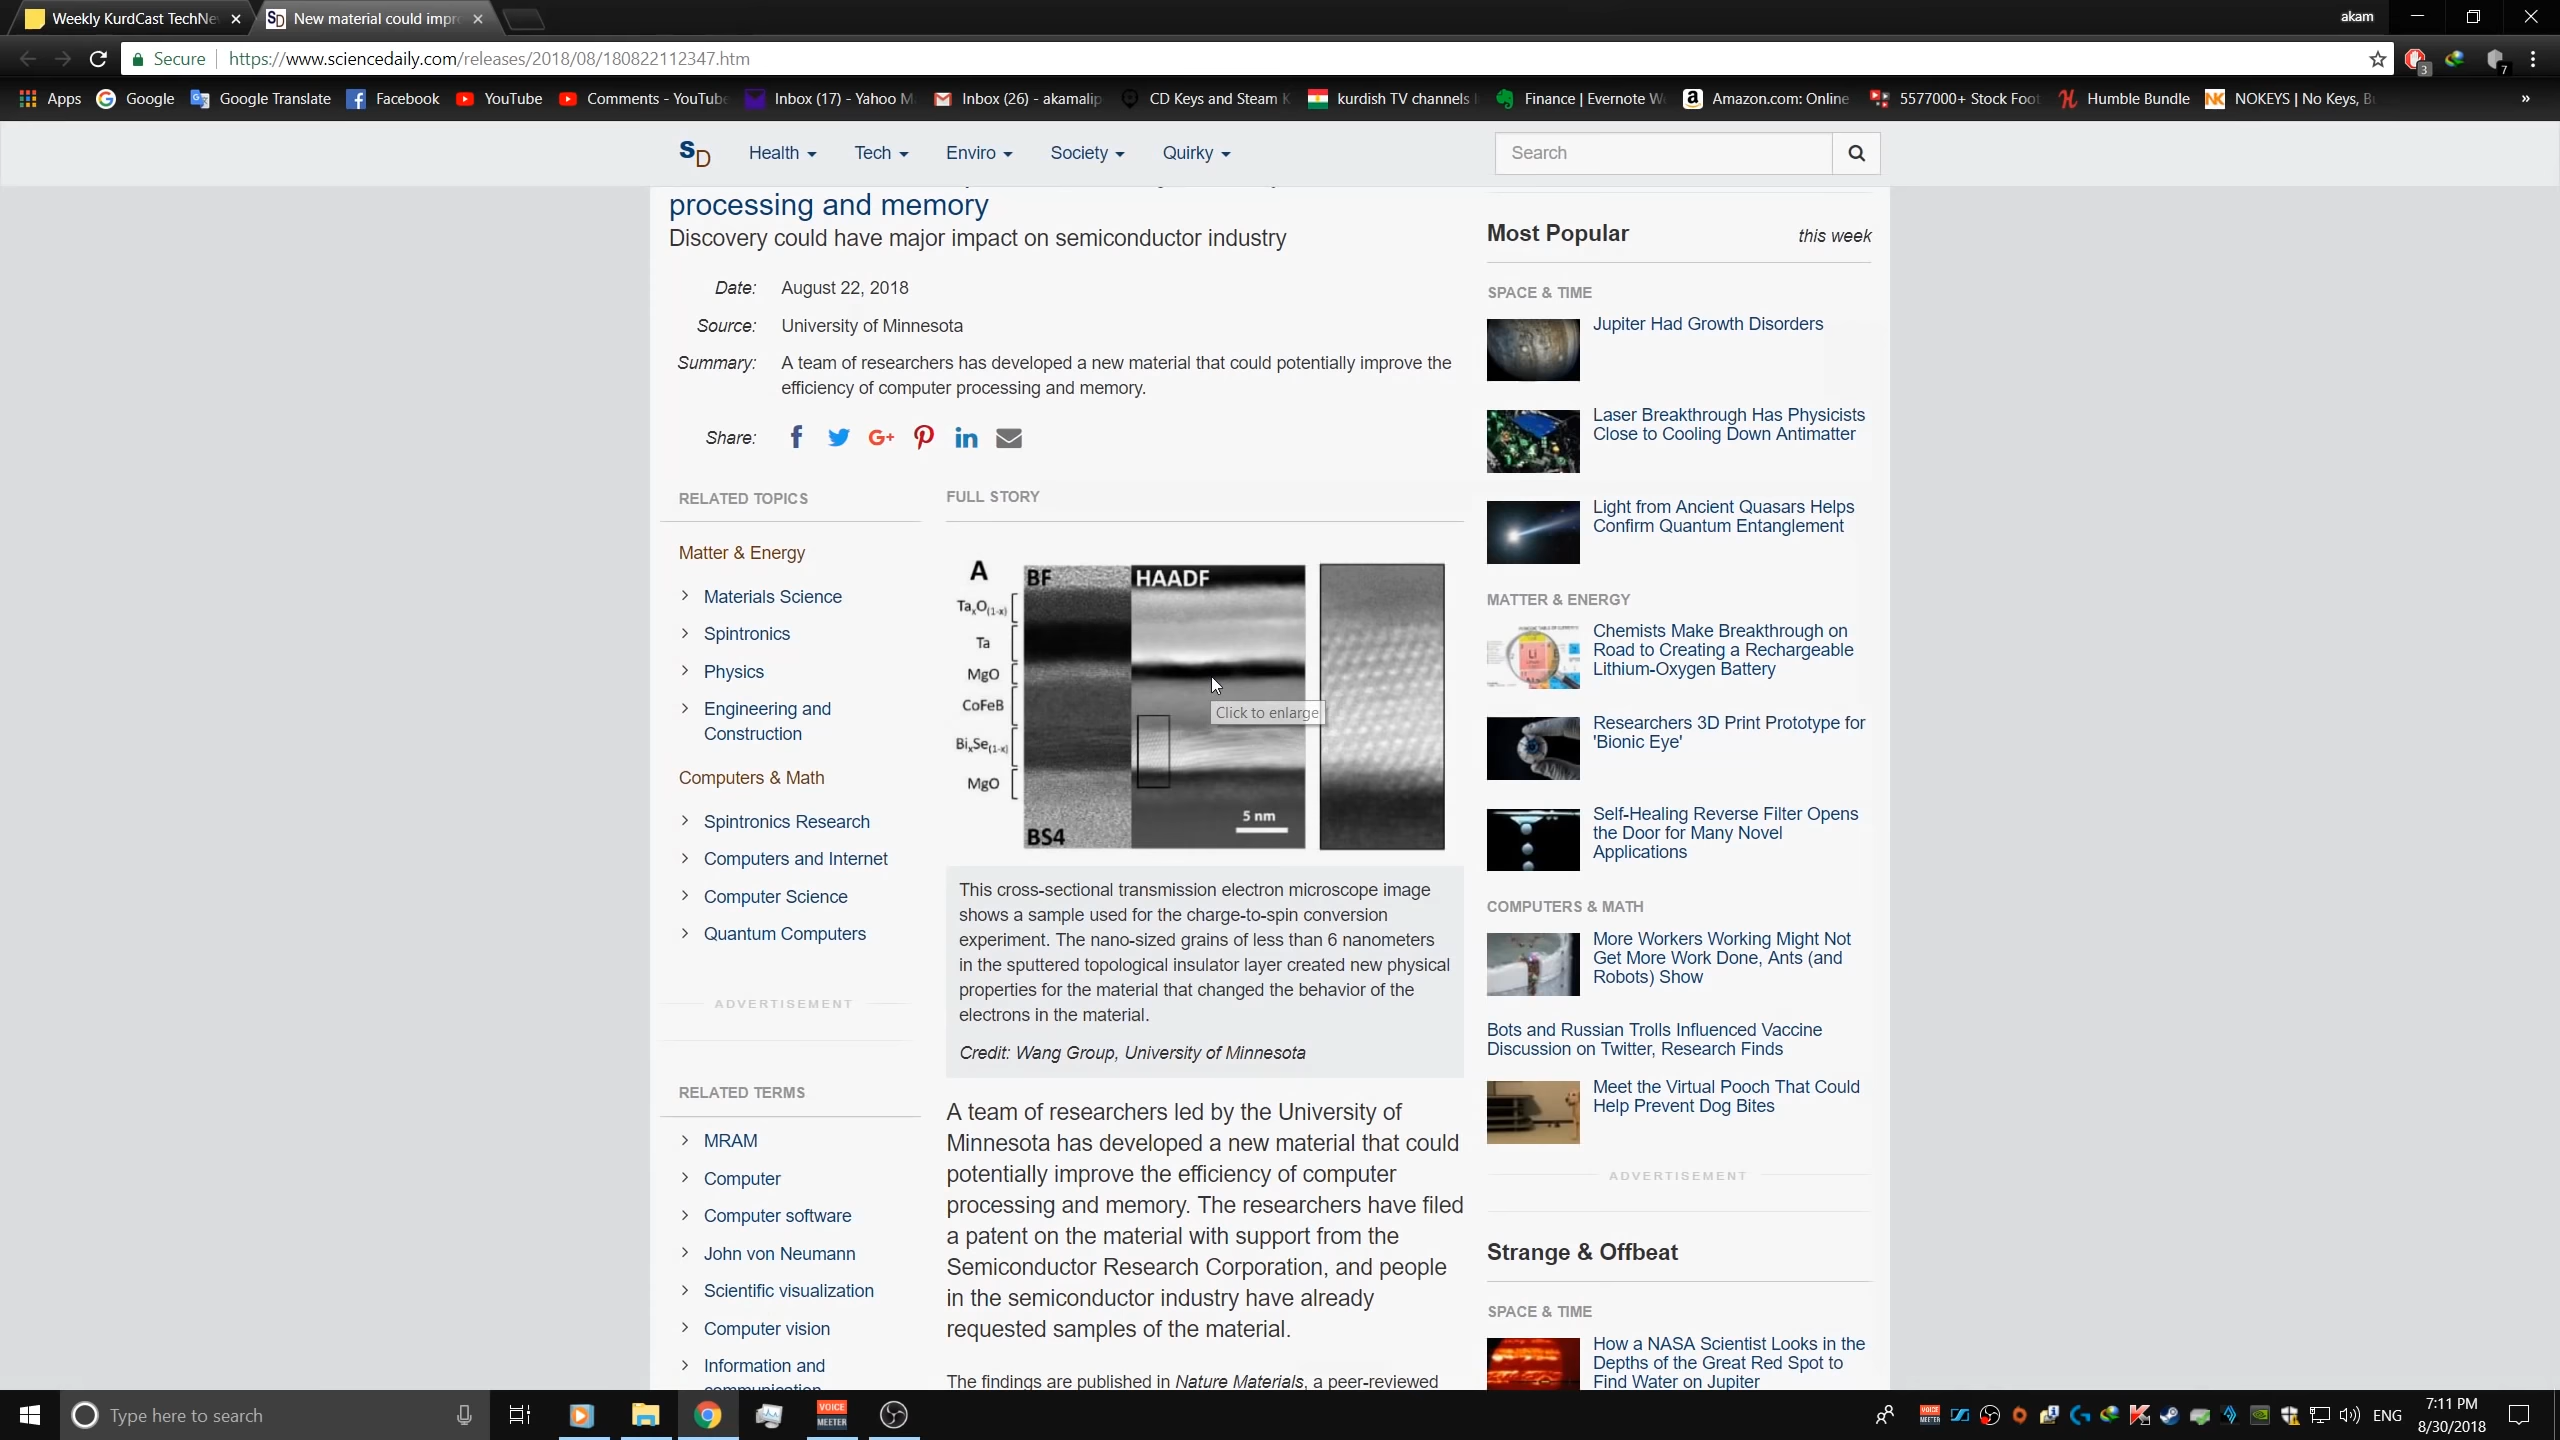 Weekly KurdCast TechNe
New material could impr
akam
Secure
https://www.sciencedaily.com/releases/2018/08/180822112347.htm
3
7
Apps
Google
Google Translate
Facebook
YouTube
Comments - YouTube
Inbox (17) - Yahoo M
Inbox (26) - akamalip
CD Keys and Steam K
kurdish TV channels
Finance | Evernote W
Amazon.com: Online
5577000+ Stock Foot
Humble Bundle
NOKEYS | No Keys, B
»
SD
Health
Tech
Enviro
Society
Quirky
Search
processing and memory
Discovery could have major impact on semiconductor industry
Date: August 22, 2018
Source: University of Minnesota
Summary: A team of researchers has developed a new material that could potentially improve the
efficiency of computer processing and memory.
Share:
RELATED TOPICS
Matter & Energy
Materials Science
Spintronics
Physics
Engineering and
Construction
Computers & Math
Spintronics Research
Computers and Internet
Computer Science
Quantum Computers
ADVERTISEMENT
RELATED TERMS
MRAM
Computer
Computer software
John von Neumann
Scientific visualization
Computer vision
Information and
FULL STORY
A
BF
HAADF
TaxO(1-x)
Ta
MgO
CoFeB
BixSe(1-x)
MgO
BS4
5 nm
Click to enlarge
This cross-sectional transmission electron microscope image
shows a sample used for the charge-to-spin conversion
experiment. The nano-sized grains of less than 6 nanometers
in the sputtered topological insulator layer created new physical
properties for the material that changed the behavior of the
electrons in the material.
Credit: Wang Group, University of Minnesota
A team of researchers led by the University of
Minnesota has developed a new material that could
potentially improve the efficiency of computer
processing and memory. The researchers have filed
a patent on the material with support from the
Semiconductor Research Corporation, and people
in the semiconductor industry have already
requested samples of the material.
The findings are published in Nature Materials, a peer-reviewed
Most Popular
this week
SPACE & TIME
Jupiter Had Growth Disorders
Laser Breakthrough Has Physicists
Close to Cooling Down Antimatter
Light from Ancient Quasars Helps
Confirm Quantum Entanglement
MATTER & ENERGY
Chemists Make Breakthrough on
Road to Creating a Rechargeable
Lithium-Oxygen Battery
Researchers 3D Print Prototype for
'Bionic Eye'
Self-Healing Reverse Filter Opens
the Door for Many Novel
Applications
COMPUTERS & MATH
More Workers Working Might Not
Get More Work Done, Ants (and
Robots) Show
Bots and Russian Trolls Influenced Vaccine
Discussion on Twitter, Research Finds
Meet the Virtual Pooch That Could
Help Prevent Dog Bites
ADVERTISEMENT
Strange & Offbeat
SPACE & TIME
How a NASA Scientist Looks in the
Depths of the Great Red Spot to
Find Water on Jupiter
Type here to search
VOICE
MEETER
ENG
7:11 PM
8/30/2018